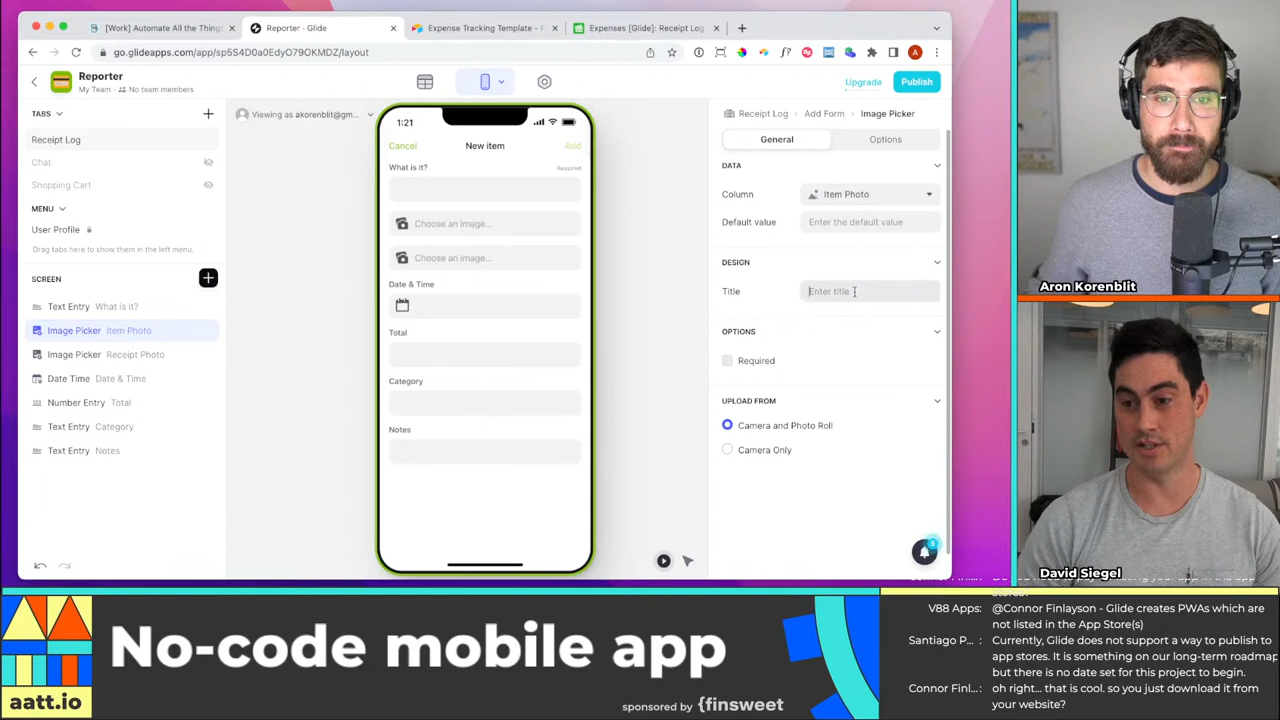 [Work] Automate All the Thing
Reporter · Glide
Expense Tracking Template - F
Expenses [Glide]: Receipt Log
go.glideapps.com/app/sp5S4D0a0EdyO79OKMDZ/layout
Reporter
My Team · No team members
Upgrade
Publish
TABS
Receipt Log
Chat
Shopping Cart
MENU
User Profile
Drag tabs here to show them in the left menu.
SCREEN
Text Entry What is it?
Image Picker Item Photo
Image Picker Receipt Photo
Date Time Date & Time
Number Entry Total
Text Entry Category
Text Entry Notes
Viewing as akorenblit@gm...
1:21
Cancel
New item
Add
What is it?
Required
Choose an image...
Choose an image...
Date & Time
Total
Category
Notes
Receipt Log > Add Form > Image Picker
General
Options
DATA
Column
Item Photo
Default value
Enter the default value
DESIGN
Title
Enter title
OPTIONS
Required
UPLOAD FROM
Camera and Photo Roll
Camera Only
Aron Korenblit
David Siegel
No-code mobile app
aatt.io
sponsored by {finsweet
V88 Apps:
@Connor Finlayson - Glide creates PWAs which are
not listed in the App Store(s)
Santiago P... :
Currently, Glide does not support a way to publish to
app stores. It is something on our long-term roadmap
but there is no date set for this project to begin.
Connor Finl... :
oh right... that is cool. so you just download it from
your website?